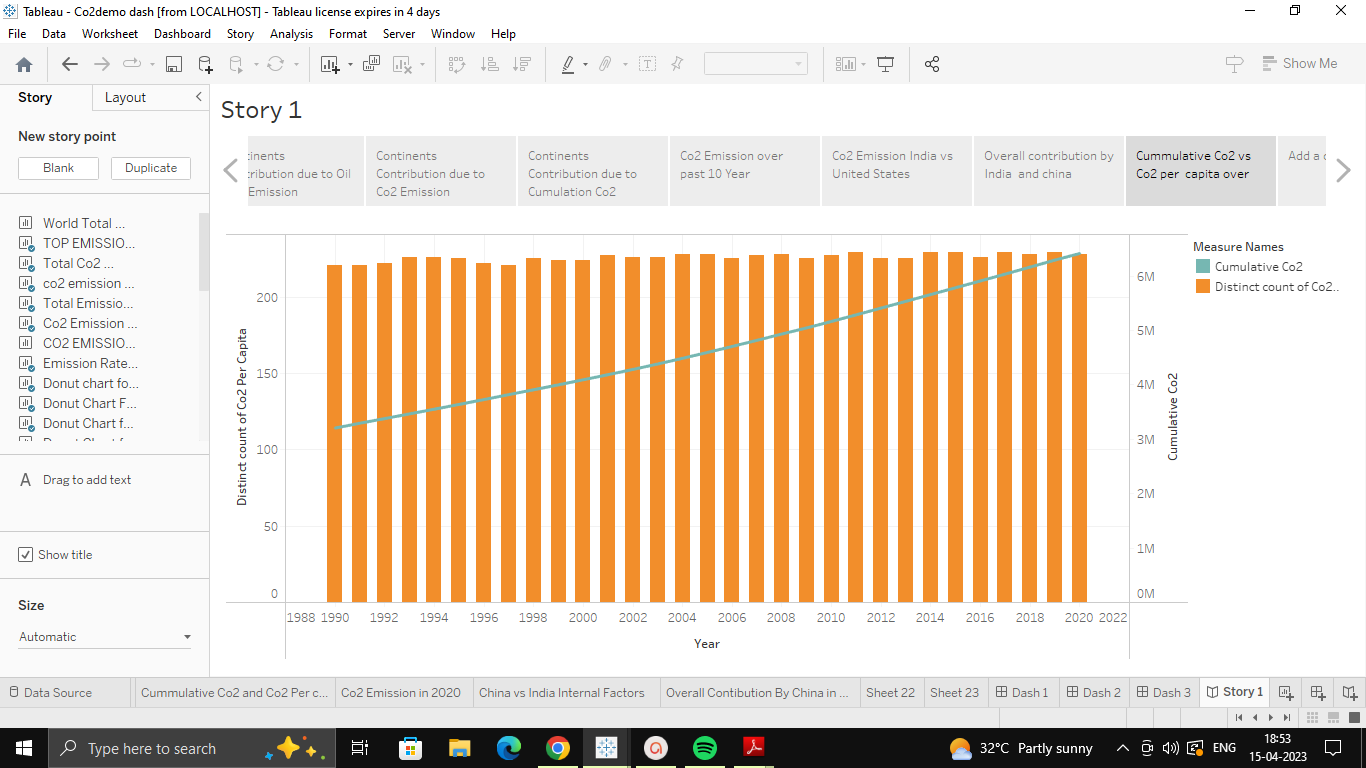 Tableau - Co2demo dash [from LOCALHOST] - Tableau license expires in 4 days
File Data Worksheet Dashboard Story Analysis Format Server Window Help
Show Me
Story Layout
New story point
Blank Duplicate
World Total ...
TOP EMISSIO...
Total Co2 ...
co2 emission ...
Total Emissio...
Co2 Emission ...
CO2 EMISSIO...
Emission Rate...
Donut chart fo...
Donut Chart F...
Donut Chart f...
A Drag to add text
Show title
Size
Automatic
Story 1
tinents
tribution due to Oil
Emission
Continents
Contribution due to
Co2 Emission
Continents
Contribution due to
Cumulation Co2
Co2 Emission over
past 10 Year
Co2 Emission India vs
United States
Overall contribution by
India and china
Cummulative Co2 vs
Co2 per capita over
Add a c
Distinct count of Co2 Per Capita
200
150
100
50
0
1988 1990 1992 1994 1996 1998 2000 2002 2004 2006 2008 2010 2012 2014 2016 2018 2020 2022
Year
6M
5M
4M
3M
2M
1M
0M
Cumulative Co2
Measure Names
Cumulative Co2
Distinct count of Co2..
Data Source Cummulative Co2 and Co2 Per c... Co2 Emission in 2020 China vs India Internal Factors Overall Contibution By China in ... Sheet 22 Sheet 23 Dash 1 Dash 2 Dash 3 Story 1
Type here to search
32°C Partly sunny
ENG
18:53
15-04-2023